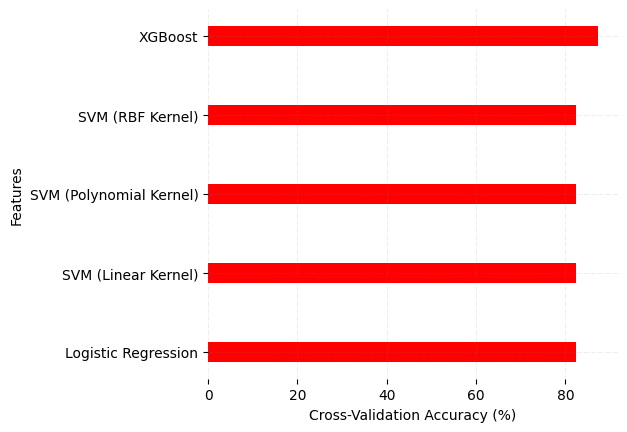 XGBoost
SVM (RBF Kernel)
SVM (Polynomial Kernel)
SVM (Linear Kernel)
Logistic Regression
Features
0 20 40 60 80
Cross-Validation Accuracy (%)